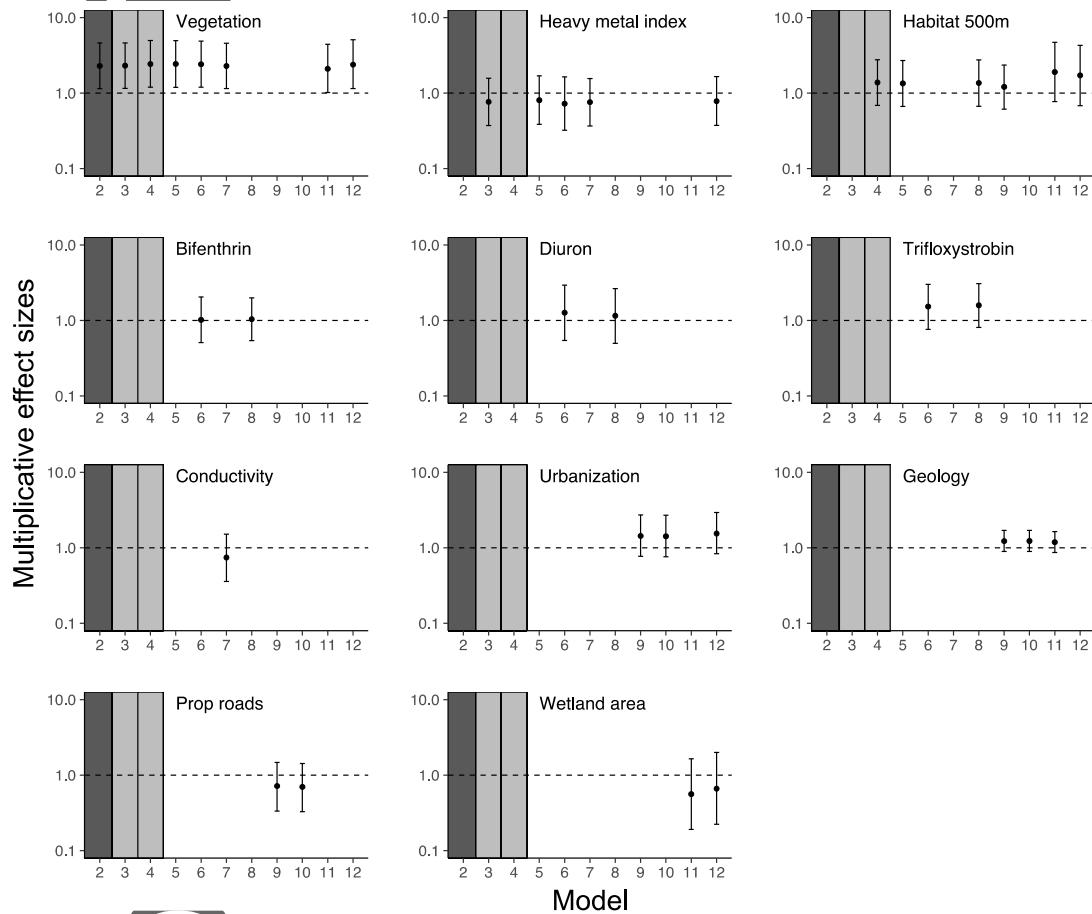 Vegetation
Heavy metal index
Habitat 500m
10.0
1.0
0.1
2 3 4 5 6 7 8 9 10 11 12
10.0
1.0
0.1
2 3 4 5 6 7 8 9 10 11 12
10.0
1.0
0.1
2 3 4 5 6 7 8 9 10 11 12
Bifenthrin
Diuron
Trifloxystrobin
10.0
1.0
0.1
2 3 4 5 6 7 8 9 10 11 12
10.0
1.0
0.1
2 3 4 5 6 7 8 9 10 11 12
10.0
1.0
0.1
2 3 4 5 6 7 8 9 10 11 12
Multiplicative effect sizes
Conductivity
Urbanization
Geology
10.0
1.0
0.1
2 3 4 5 6 7 8 9 10 11 12
10.0
1.0
0.1
2 3 4 5 6 7 8 9 10 11 12
10.0
1.0
0.1
2 3 4 5 6 7 8 9 10 11 12
Prop roads
Wetland area
10.0
1.0
0.1
2 3 4 5 6 7 8 9 10 11 12
10.0
1.0
0.1
2 3 4 5 6 7 8 9 10 11 12
Model